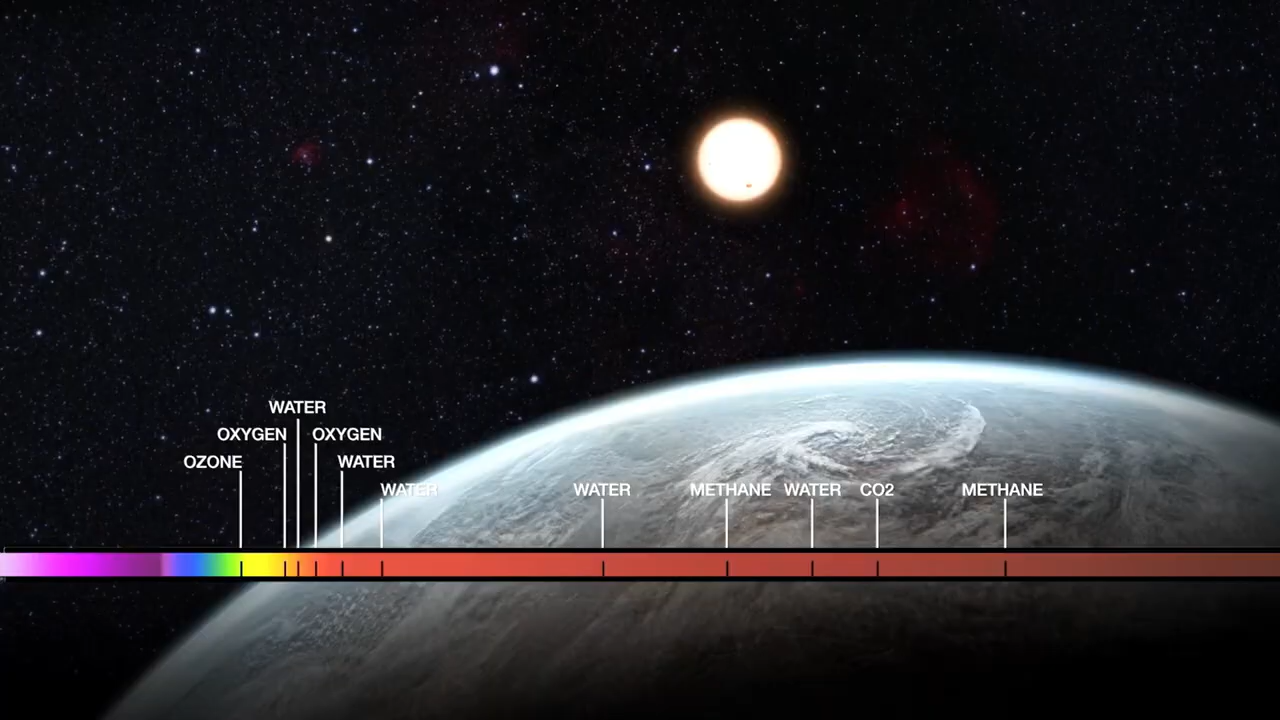 WATER
OXYGEN OXYGEN
OZONE WATER
WATER WATER METHANE WATER CO2 METHANE